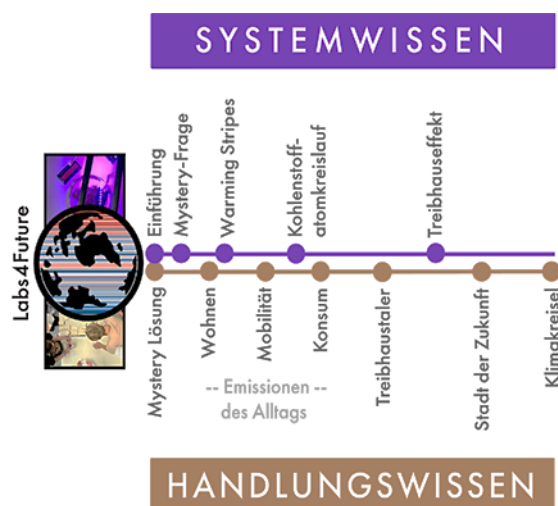 SYSTEMWISSEN
Labs4Future
Einführung
Mystery-Frage
Warming Stripes
Kohlenstoff-
atomkreislauf
Treibhauseffekt
Mystery Lösung
Wohnen
Mobilität
Konsum
Treibhaustaler
Stadt der Zukunft
Klimakreisel
-- Emissionen --
des Alltags
HANDLUNGSWISSEN